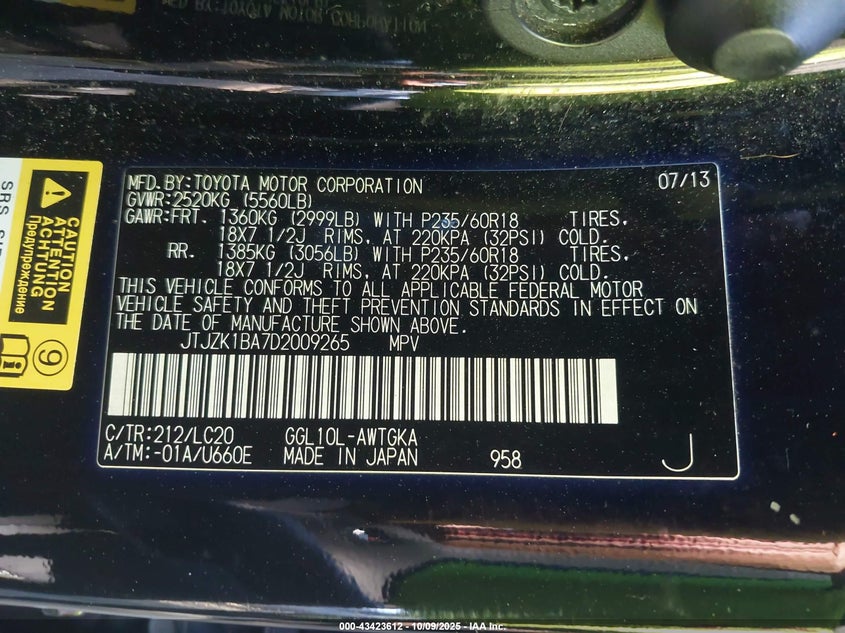 MFD. BY: TOYOTA MOTOR CORPORATION 07/13
GVWR: 2520KG (5560LB)
GAWR: FRT. 1360KG (2999LB) WITH P235/60R18 TIRES,
18X7 1/2J RIMS, AT 220KPA (32PSI) COLD.
RR. 1385KG (3056LB) WITH P235/60R18 TIRES,
18X7 1/2J RIMS, AT 220KPA (32PSI) COLD.
THIS VEHICLE CONFORMS TO ALL APPLICABLE FEDERAL MOTOR
VEHICLE SAFETY AND THEFT PREVENTION STANDARDS IN EFFECT ON
THE DATE OF MANUFACTURE SHOWN ABOVE.
JTJZK1BA7D2009265 MPV
C/TR: 212/LC20 GGL10L-AWTGKA
A/TM: -01A/U660E MADE IN JAPAN 958 J
CAUTION
ATTENTION
ACHTUNG
Предупреждение
SRS
9
000-43423612 - 10/09/2025 - IAA Inc.